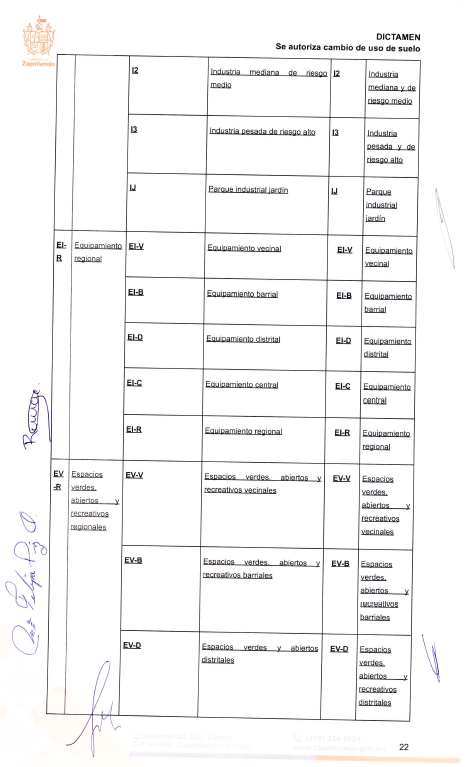 Zapotlanejo
DICTAMEN
Se autoriza cambio de uso de suelo
I2 Industria mediana de riesgo I2 Industria
medio mediana y de
riesgo medio
I3 Industria pesada de riesgo alto I3 Industria
pesada y de
riesgo alto
IJ Parque industrial jardín IJ Parque
industrial
jardín
EI- Equipamiento EI-V Equipamiento vecinal EI-V Equipamiento
R regional vecinal
EI-B Equipamiento barrial EI-B Equipamiento
barrial
EI-D Equipamiento distrital EI-D Equipamiento
distrital
EI-C Equipamiento central EI-C Equipamiento
central
EI-R Equipamiento regional EI-R Equipamiento
regional
EV Espacios EV-V Espacios verdes, abiertos y EV-V Espacios
-R verdes, recreativos vecinales verdes,
abiertos y abiertos y
recreativos recreativos
regionales vecinales
EV-B Espacios verdes, abiertos y EV-B Espacios
recreativos barriales verdes,
abiertos y
recreativos
barriales
EV-D Espacios verdes y abiertos EV-D Espacios
distritales verdes,
abiertos y
recreativos
distritales
22